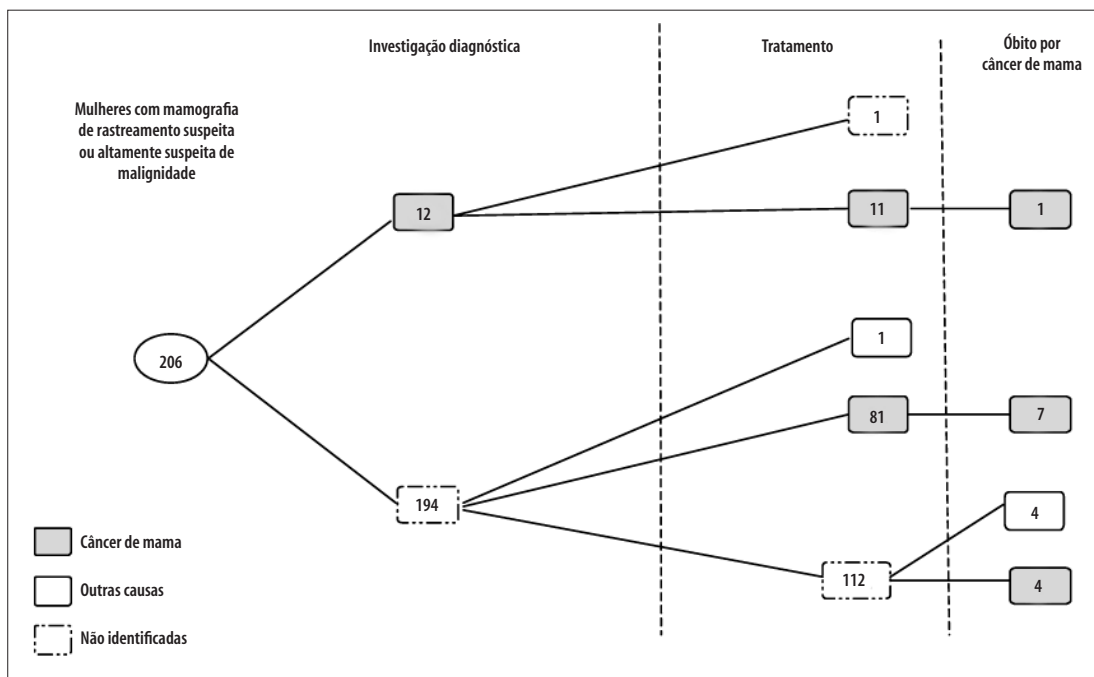 Investigação diagnóstica
Tratamento
Óbito por
câncer de mama
Mulheres com mamografia
de rastreamento suspeita
ou altamente suspeita de
malignidade
1
12
11
1
1
206
81
7
194
4
112
4
Câncer de mama
Outras causas
Não identificadas